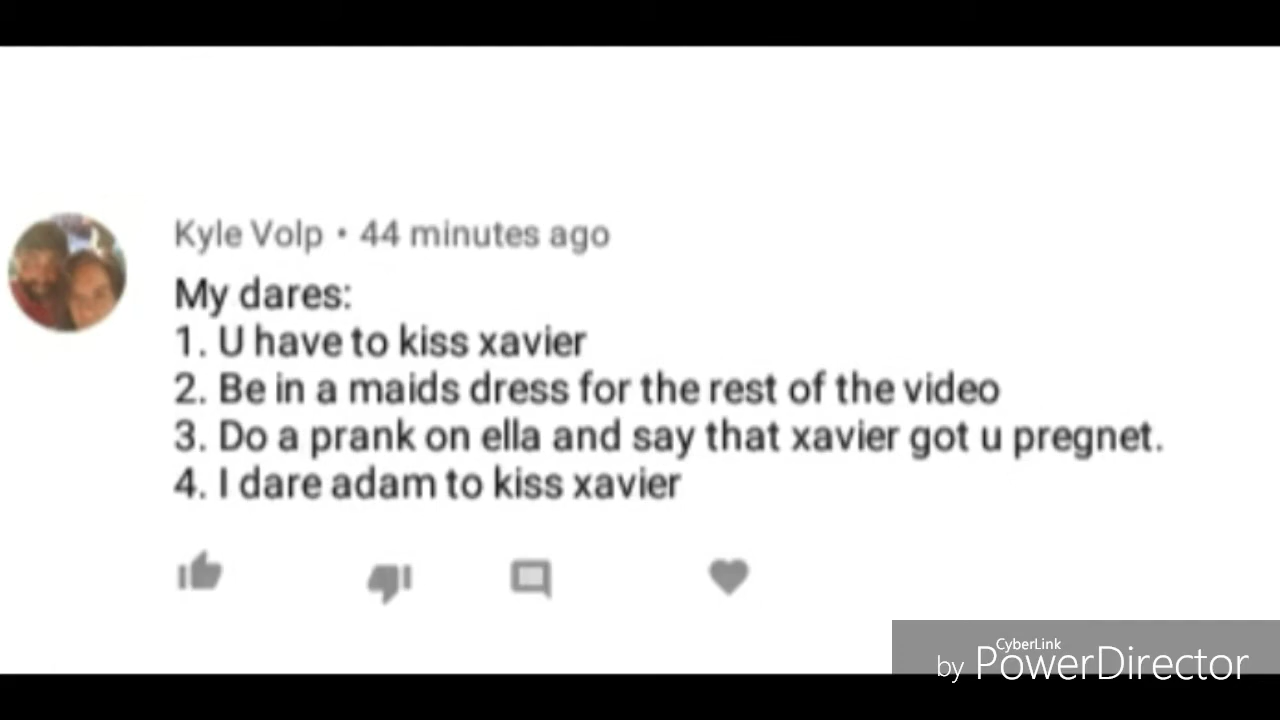 Kyle Volp • 44 minutes ago
My dares:
1. U have to kiss xavier
2. Be in a maids dress for the rest of the video
3. Do a prank on ella and say that xavier got u pregnet.
4. I dare adam to kiss xavier
CyberLink
by PowerDirector